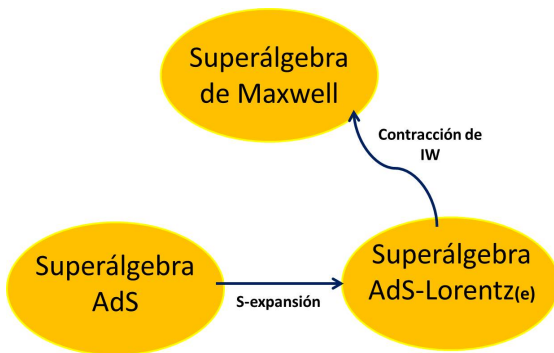 Superálgebra
de Maxwell
Contracción de
IW
Superálgebra
AdS
S-expansión
Superálgebra
AdS-Lorentz(e)